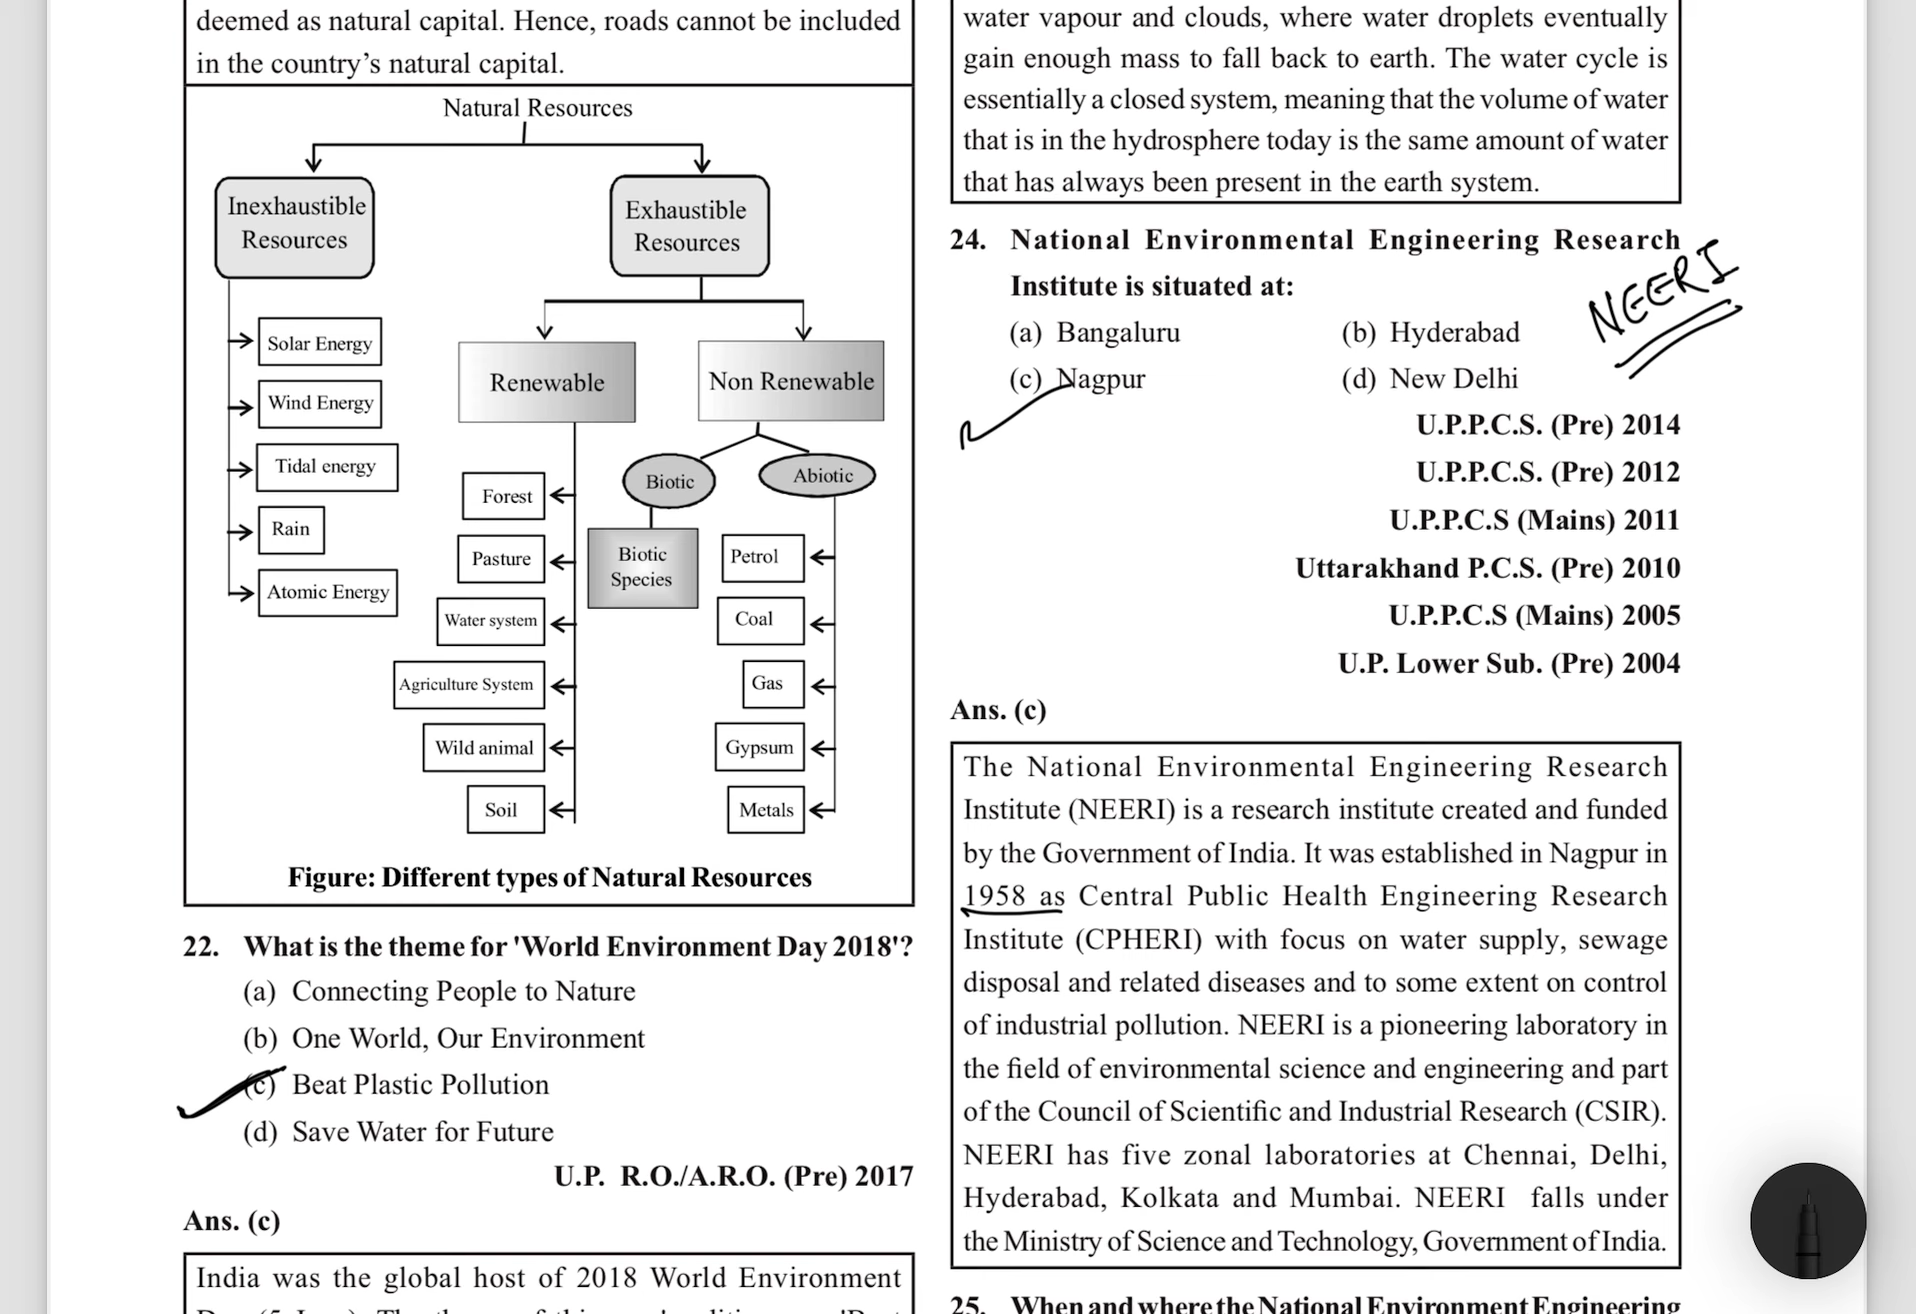 deemed as natural capital. Hence, roads cannot be included
in the country's natural capital.
Natural Resources
Inexhaustible
Resources
Exhaustible
Resources
Solar Energy
Wind Energy
Tidal energy
Rain
Atomic Energy
Renewable
Non Renewable
Forest
Pasture
Water system
Agriculture System
Wild animal
Soil
Biotic
Abiotic
Biotic
Species
Petrol
Coal
Gas
Gypsum
Metals
Figure: Different types of Natural Resources
22. What is the theme for 'World Environment Day 2018'?
(a) Connecting People to Nature
(b) One World, Our Environment
(c) Beat Plastic Pollution
(d) Save Water for Future
U.P. R.O./A.R.O. (Pre) 2017
Ans. (c)
India was the global host of 2018 World Environment
water vapour and clouds, where water droplets eventually
gain enough mass to fall back to earth. The water cycle is
essentially a closed system, meaning that the volume of water
that is in the hydrosphere today is the same amount of water
that has always been present in the earth system.
24. National Environmental Engineering Research
Institute is situated at:
NEERI
(a) Bangaluru (b) Hyderabad
(c) Nagpur (d) New Delhi
U.P.P.C.S. (Pre) 2014
U.P.P.C.S. (Pre) 2012
U.P.P.C.S (Mains) 2011
Uttarakhand P.C.S. (Pre) 2010
U.P.P.C.S (Mains) 2005
U.P. Lower Sub. (Pre) 2004
Ans. (c)
The National Environmental Engineering Research
Institute (NEERI) is a research institute created and funded
by the Government of India. It was established in Nagpur in
1958 as Central Public Health Engineering Research
Institute (CPHERI) with focus on water supply, sewage
disposal and related diseases and to some extent on control
of industrial pollution. NEERI is a pioneering laboratory in
the field of environmental science and engineering and part
of the Council of Scientific and Industrial Research (CSIR).
NEERI has five zonal laboratories at Chennai, Delhi,
Hyderabad, Kolkata and Mumbai. NEERI falls under
the Ministry of Science and Technology, Government of India.
25. When and where the National Environment Engineering